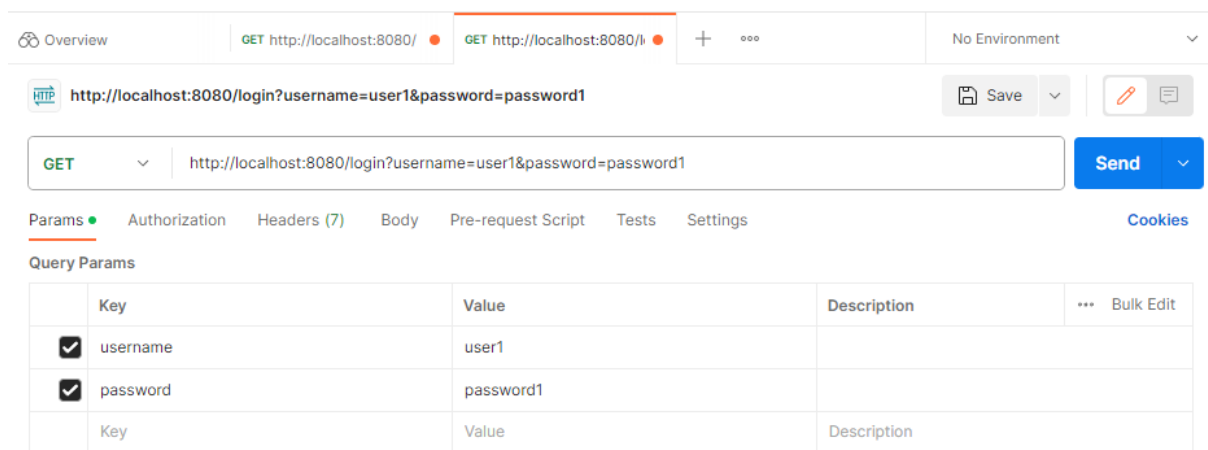 Overview GET http://localhost:8080/ GET http://localhost:8080/l No Environment
HTTP http://localhost:8080/login?username=user1&password=password1 Save
GET http://localhost:8080/login?username=user1&password=password1 Send
Params Authorization Headers (7) Body Pre-request Script Tests Settings Cookies
Query Params
Key Value Description Bulk Edit
username user1
password password1
Key Value Description